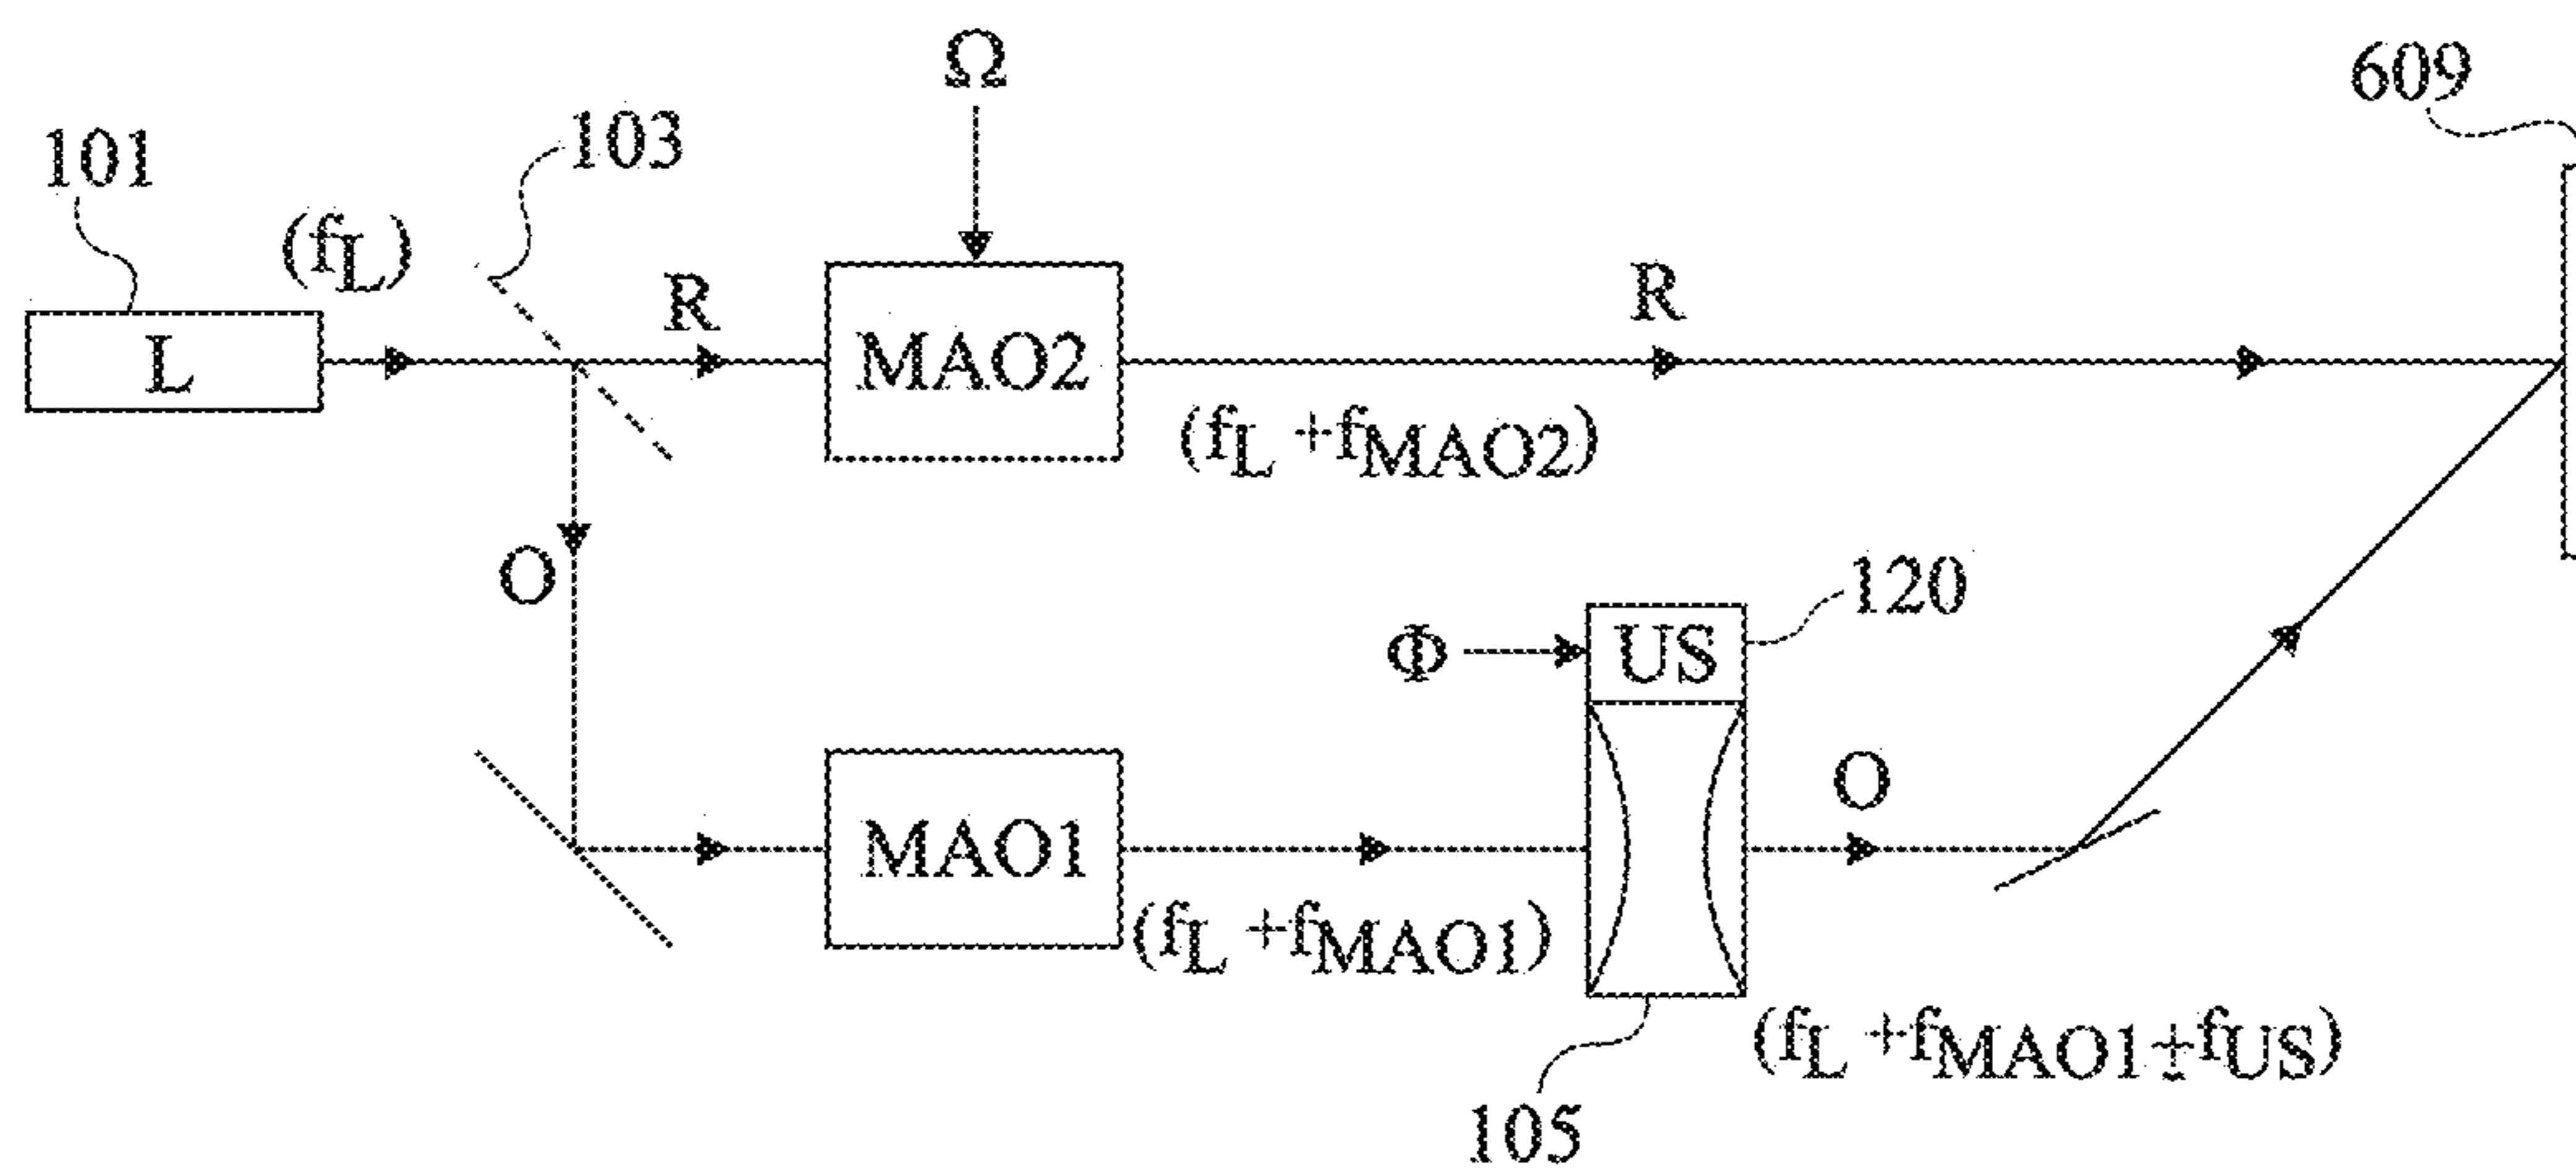 Ω
609
101
103
(fL)
R
R
L
MAO2
(fL +fMAO2)
O
Φ
US
120
O
MAO1
(fL +fMAO1)
(fL +fMAO1±fUS)
105